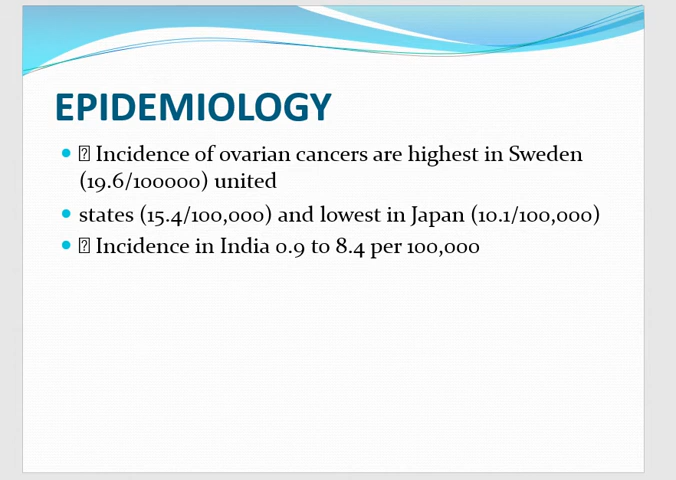 EPIDEMIOLOGY
• ⍰ Incidence of ovarian cancers are highest in Sweden
(19.6/100000) united
• states (15.4/100,000) and lowest in Japan (10.1/100,000)
• ⍰ Incidence in India 0.9 to 8.4 per 100,000